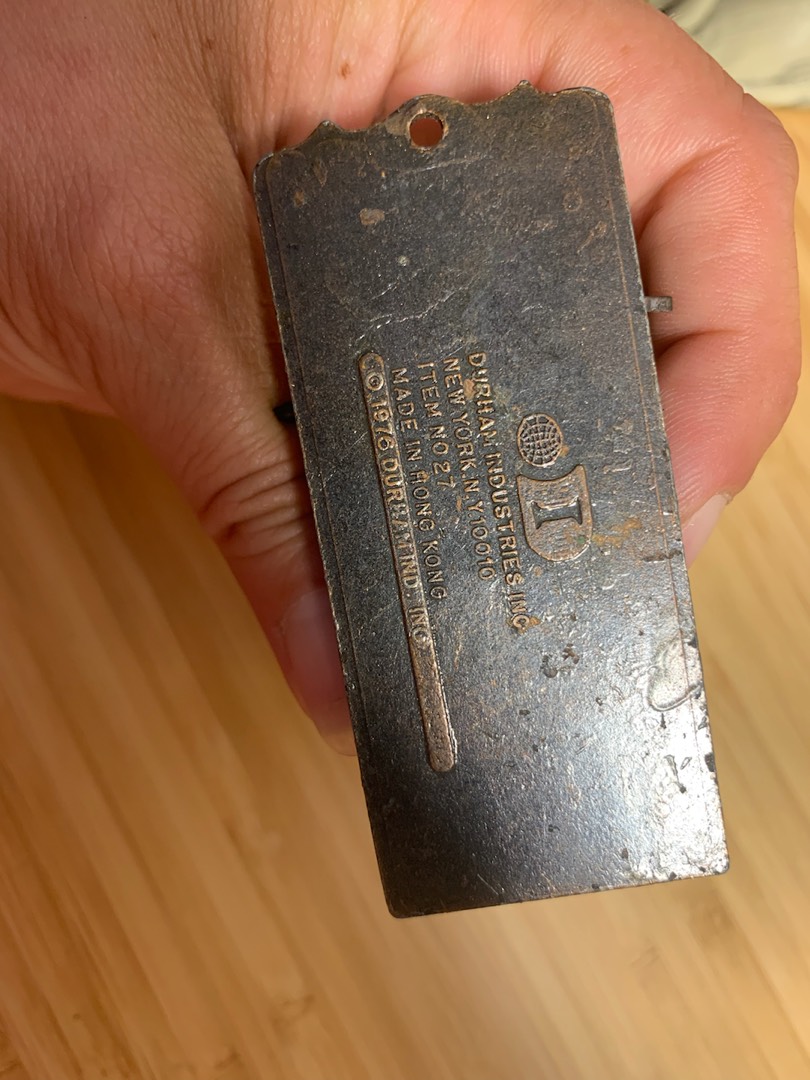 I
DURHAM INDUSTRIES INC
NEW YORK N.Y 10010
ITEM NO 27
MADE IN HONG KONG
© 1976 DURHAM IND. INC